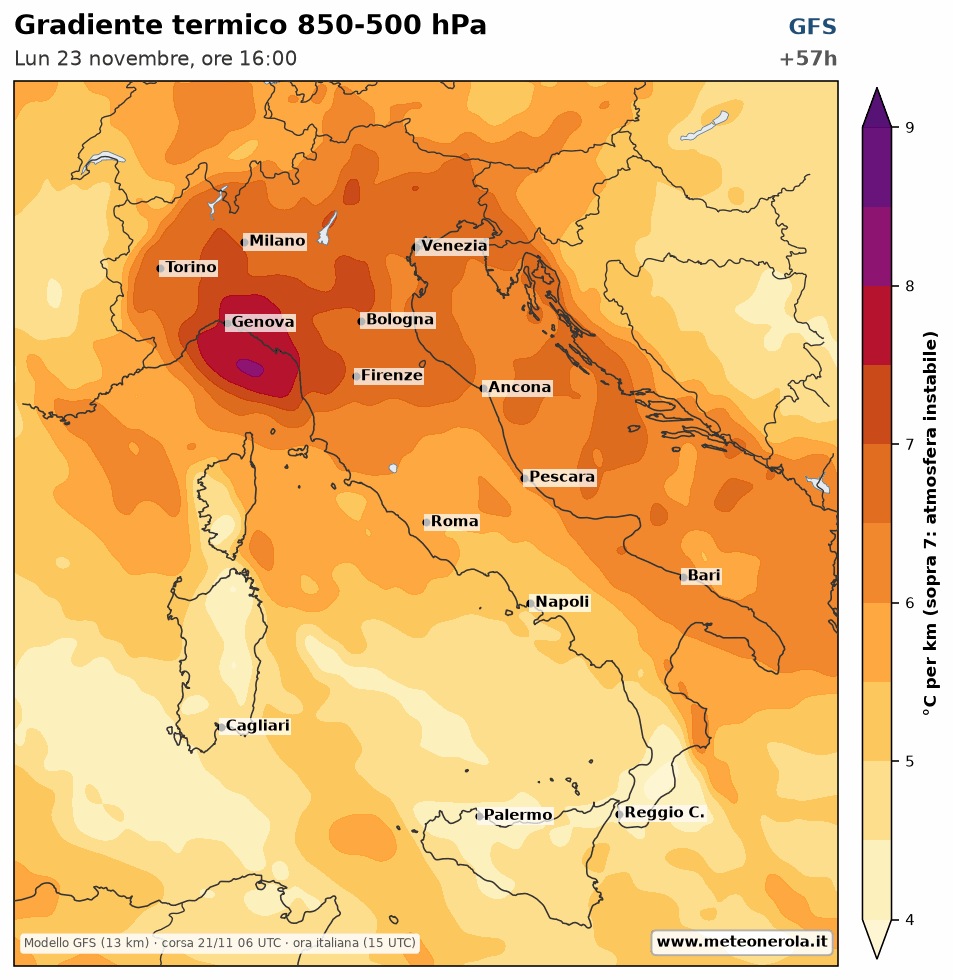 Gradiente termico 850-500 hPa
GFS
Lun 23 novembre, ore 16:00
+57h
9
8
7
6
5
4
°C per km (sopra 7: atmosfera instabile)
Milano
Venezia
Torino
Genova
Bologna
Firenze
Ancona
Pescara
Roma
Bari
Napoli
Cagliari
Palermo
Reggio C.
Modello GFS (13 km) · corsa 21/11 06 UTC · ora italiana (15 UTC)
www.meteonerola.it